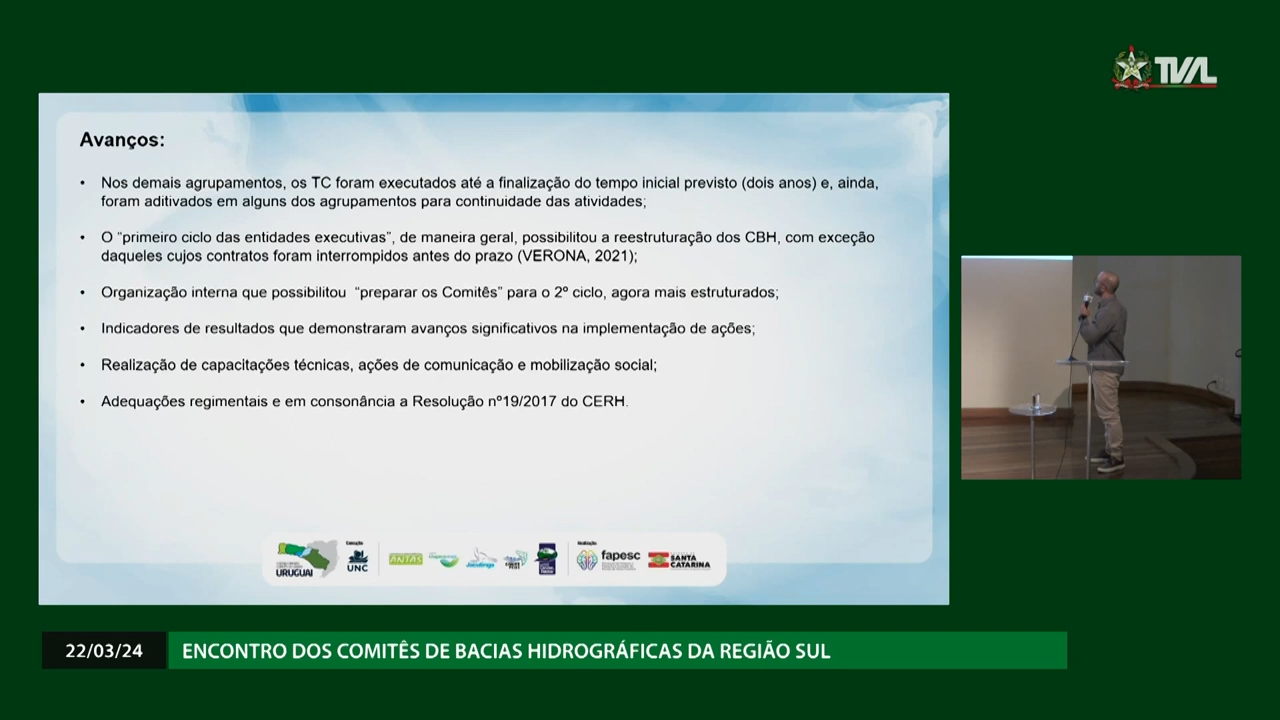 TVAL
Avanços:
• Nos demais agrupamentos, os TC foram executados até a finalização do tempo inicial previsto (dois anos) e, ainda,
foram aditivados em alguns dos agrupamentos para continuidade das atividades;
• O “primeiro ciclo das entidades executivas”, de maneira geral, possibilitou a reestruturação dos CBH, com exceção
daqueles cujos contratos foram interrompidos antes do prazo (VERONA, 2021);
• Organização interna que possibilitou “preparar os Comitês” para o 2º ciclo, agora mais estruturados;
• Indicadores de resultados que demonstraram avanços significativos na implementação de ações;
• Realização de capacitações técnicas, ações de comunicação e mobilização social;
• Adequações regimentais e em consonância a Resolução nº19/2017 do CERH.
URUGUAI
UNC
ANTAS
Jacutinga
fapesc
SANTA
CATARINA
22/03/24
ENCONTRO DOS COMITÊS DE BACIAS HIDROGRÁFICAS DA REGIÃO SUL